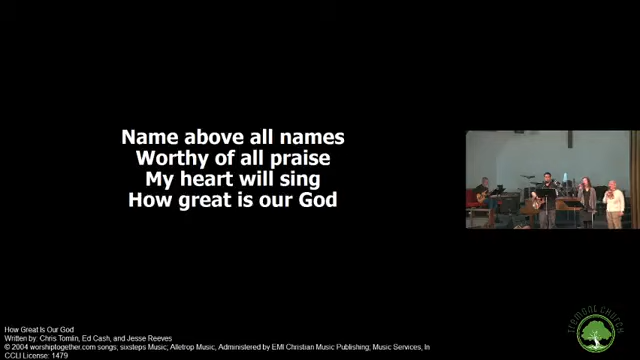 Name above all names
Worthy of all praise
My heart will sing
How great is our God
How Great Is Our God
Written by: Chris Tomlin, Ed Cash, and Jesse Reeves
© 2004 worshiptogether.com songs; sixsteps Music; Alletrop Music, Administered by EMI Christian Music Publishing; Music Services, In
CCLI License: 1479
TREMONT CHURCH